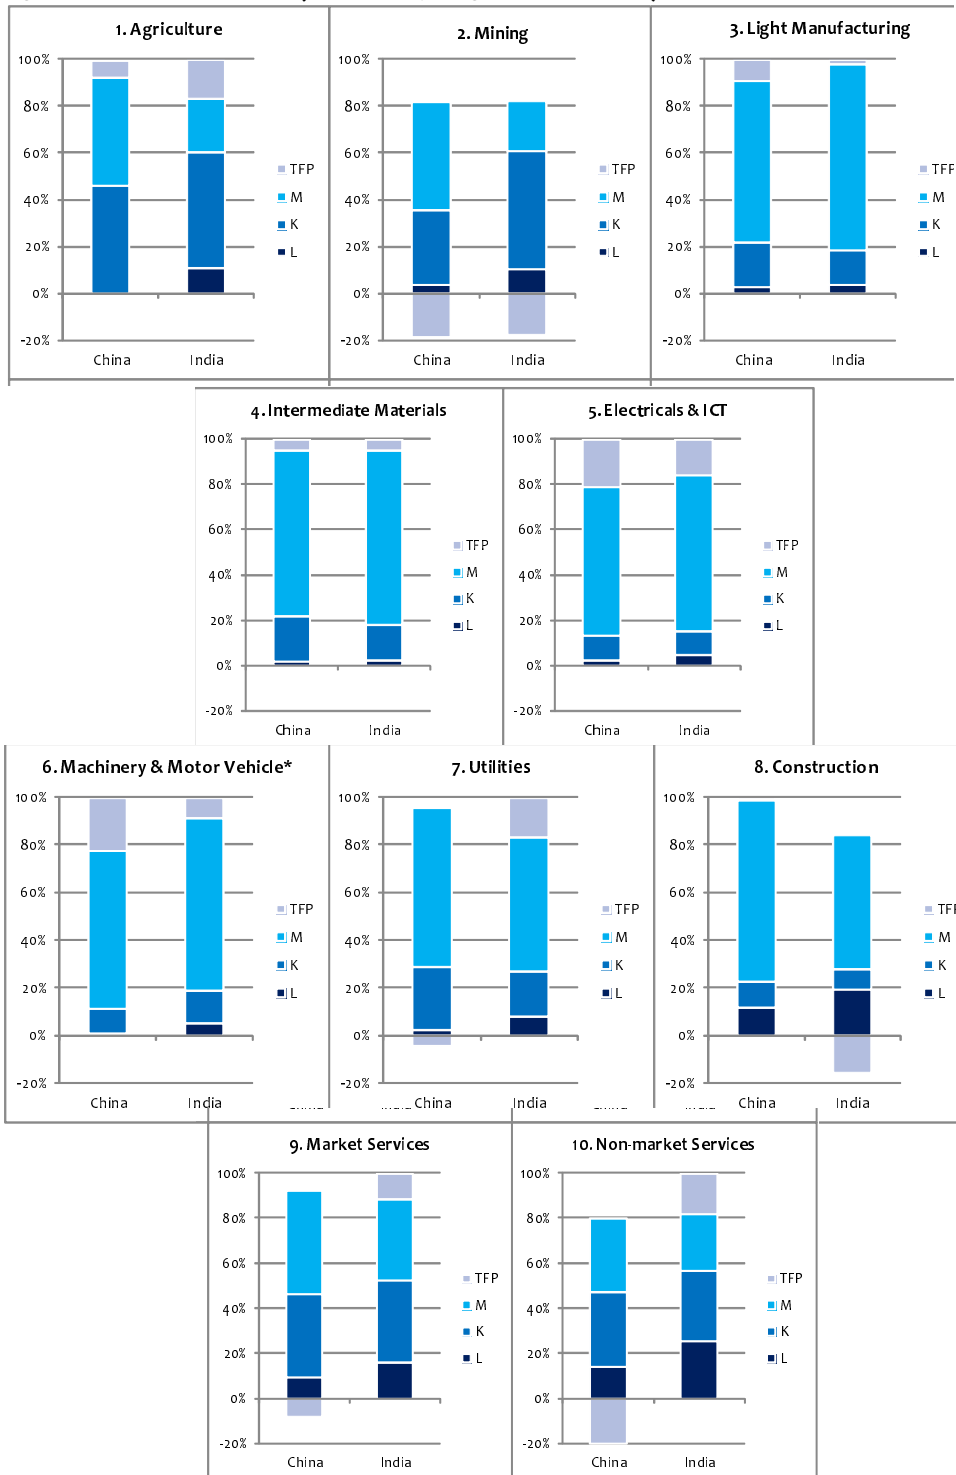 1. Agriculture
100%
80%
60%
40%
20%
0%
-20%
China India
TFP
M
K
L
2. Mining
100%
80%
60%
40%
20%
0%
-20%
China India
TFP
M
K
L
3. Light Manufacturing
100%
80%
60%
40%
20%
0%
-20%
China India
TFP
M
K
L
4. Intermediate Materials
100%
80%
60%
40%
20%
0%
-20%
China India
TFP
M
K
L
5. Electricals & ICT
100%
80%
60%
40%
20%
0%
-20%
China India
TFP
M
K
L
6. Machinery & Motor Vehicle*
100%
80%
60%
40%
20%
0%
-20%
China India
TFP
M
K
L
7. Utilities
100%
80%
60%
40%
20%
0%
-20%
China India
TFP
M
K
L
8. Construction
100%
80%
60%
40%
20%
0%
-20%
China India
TFP
M
K
L
9. Market Services
100%
80%
60%
40%
20%
0%
-20%
China India
TFP
M
K
L
10. Non-market Services
100%
80%
60%
40%
20%
0%
-20%
China India
TFP
M
K
L